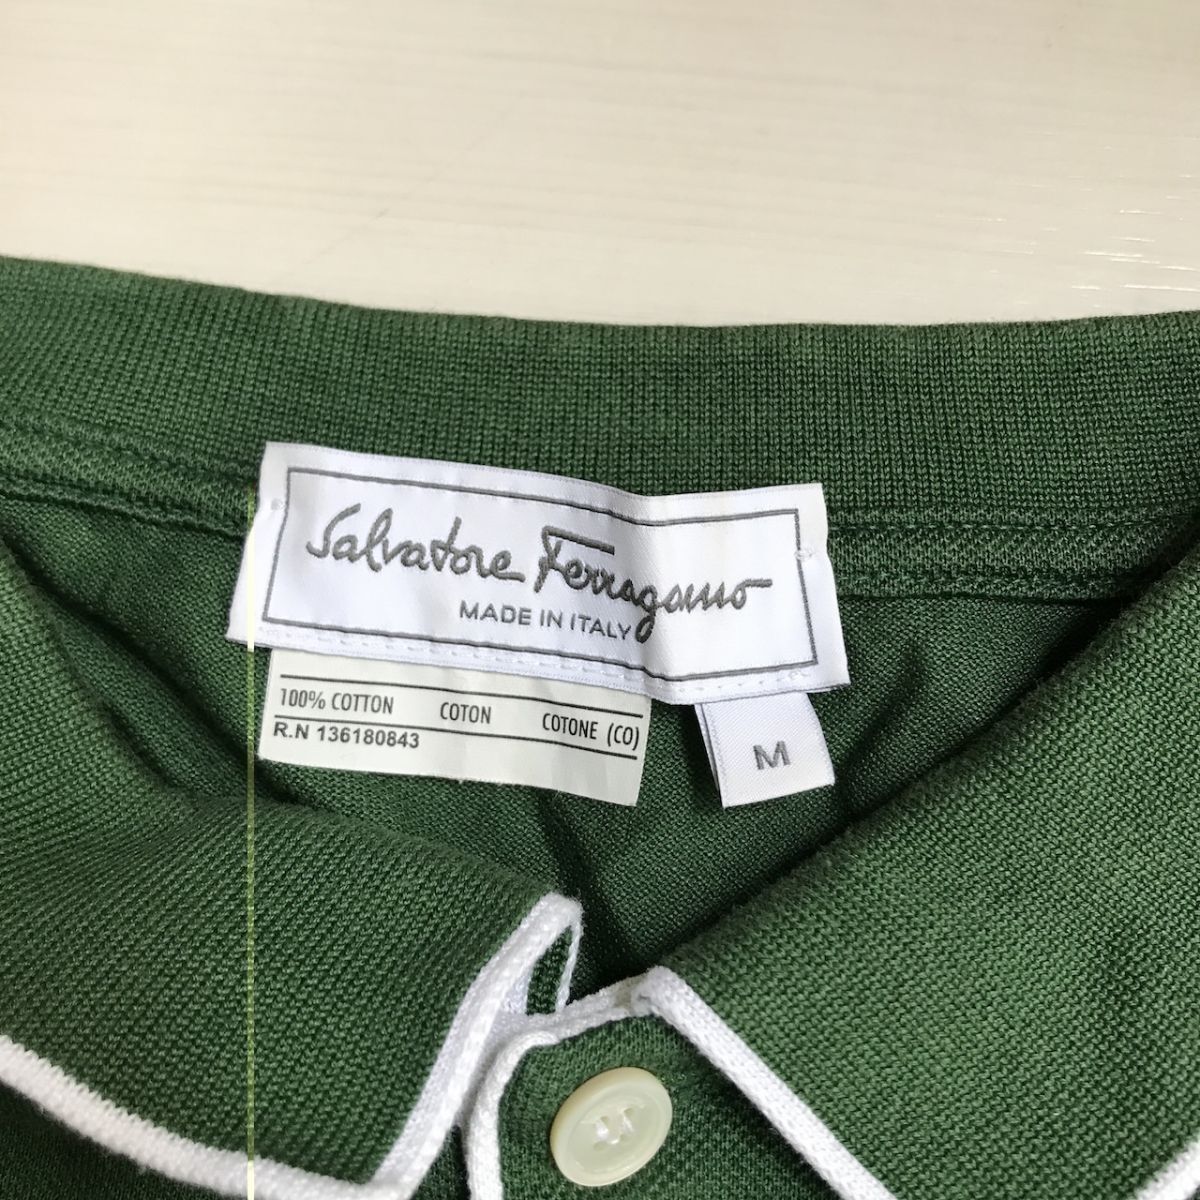 Salvatore Ferragamo
MADE IN ITALY
100% COTTON COTON COTONE (CO)
R.N 136180843
M